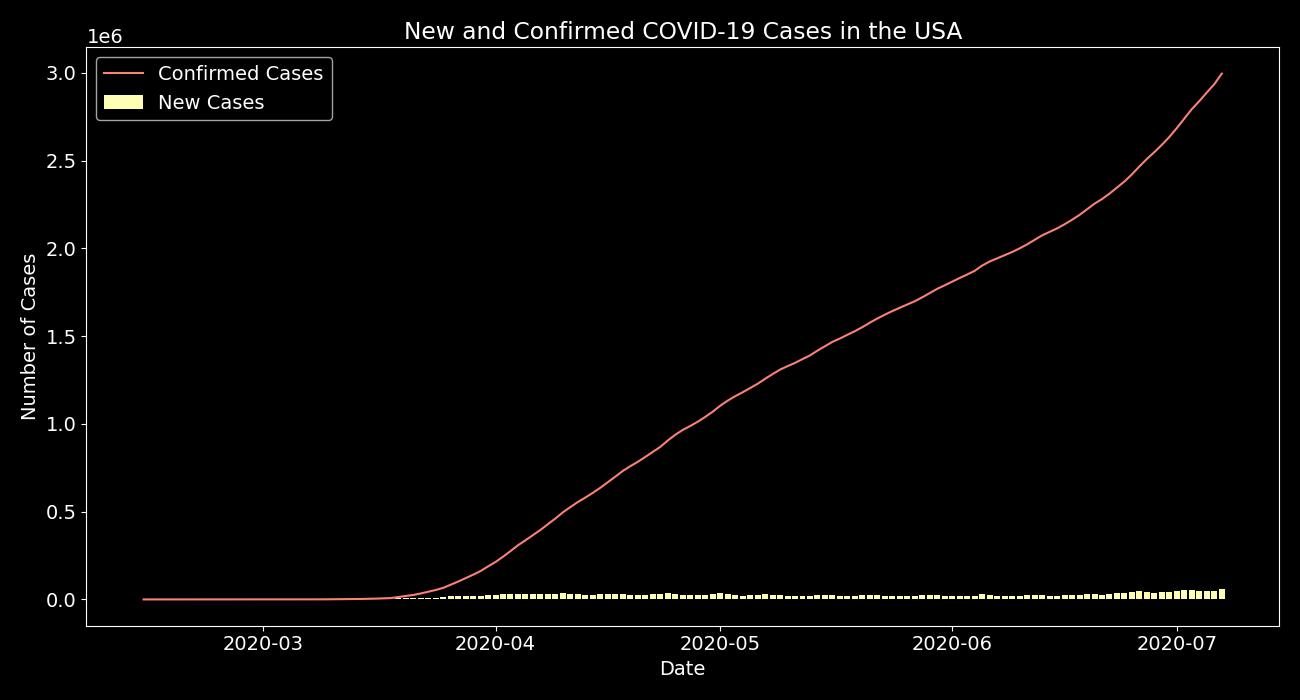 New and Confirmed COVID-19 Cases in the USA
1e6
Confirmed Cases
New Cases
3.0
2.5
2.0
1.5
1.0
0.5
0.0
Number of Cases
2020-03 2020-04 2020-05 2020-06 2020-07
Date